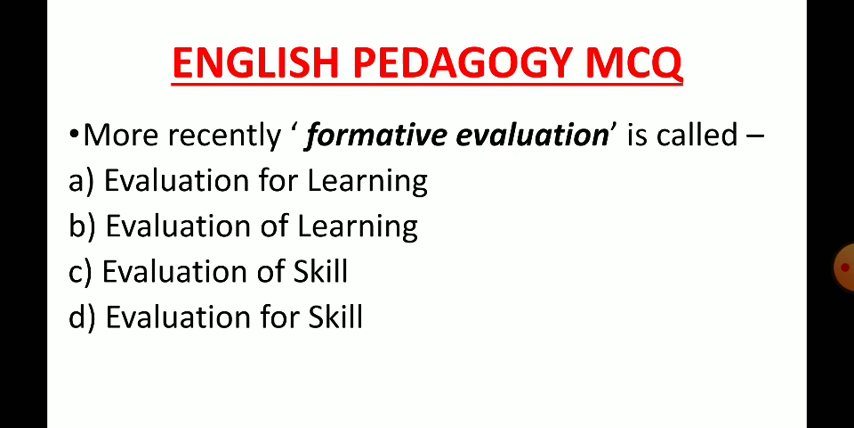 ENGLISH PEDAGOGY MCQ
•More recently ‘ formative evaluation’ is called –
a) Evaluation for Learning
b) Evaluation of Learning
c) Evaluation of Skill
d) Evaluation for Skill